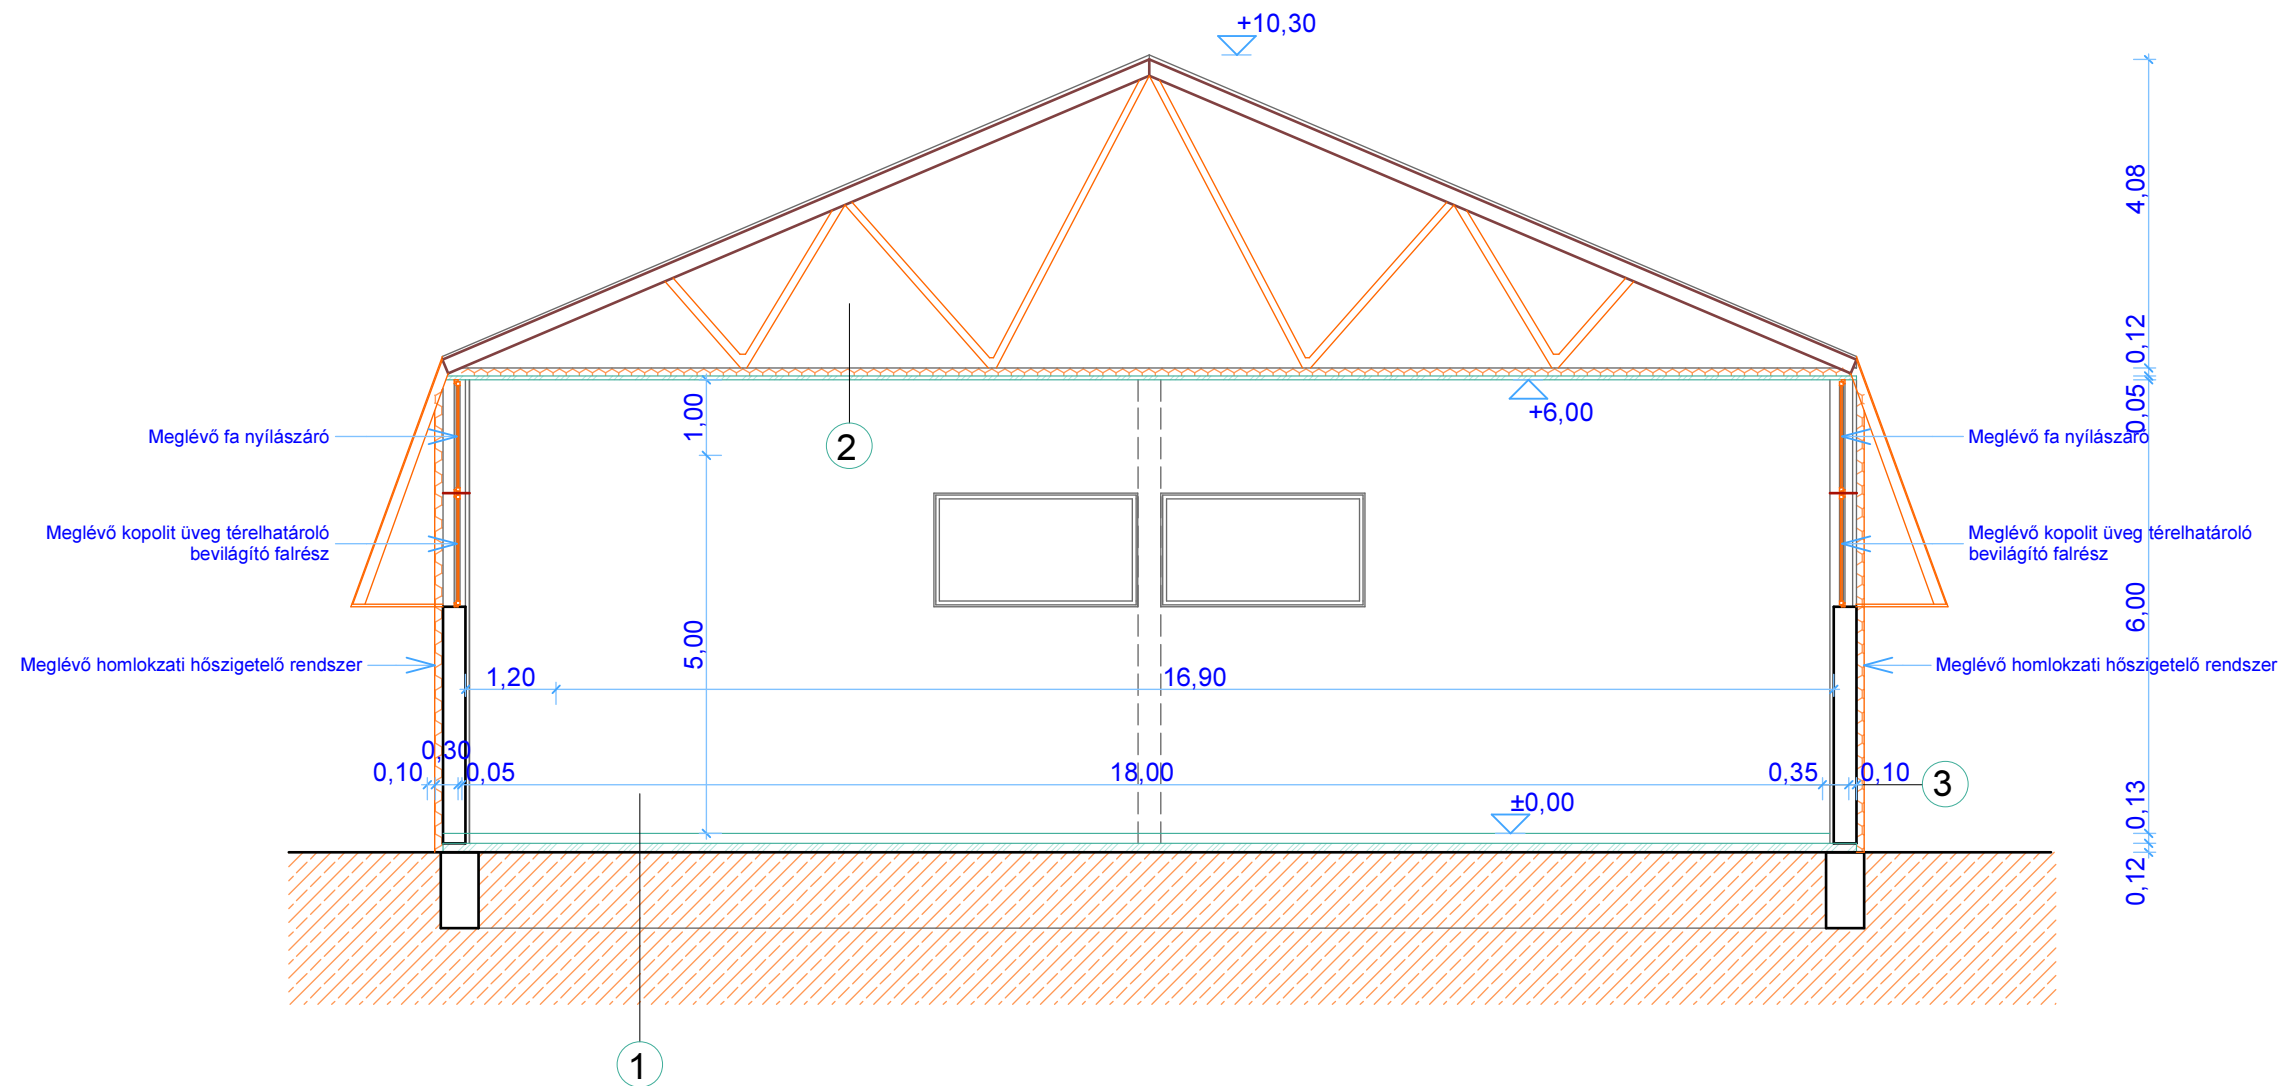 +10,30
4,08
0,12
0,05
1,00
+6,00
2
Meglévő fa nyílászáró
Meglévő fa nyílászáró
Meglévő kopolit üveg térelhatároló
bevilágító falrész
Meglévő kopolit üveg térelhatároló
bevilágító falrész
6,00
5,00
Meglévő homlokzati hőszigetelő rendszer
1,20
16,90
Meglévő homlokzati hőszigetelő rendszer
0,30
0,10
0,05
18,00
0,35
0,10
3
±0,00
0,13
0,12
1